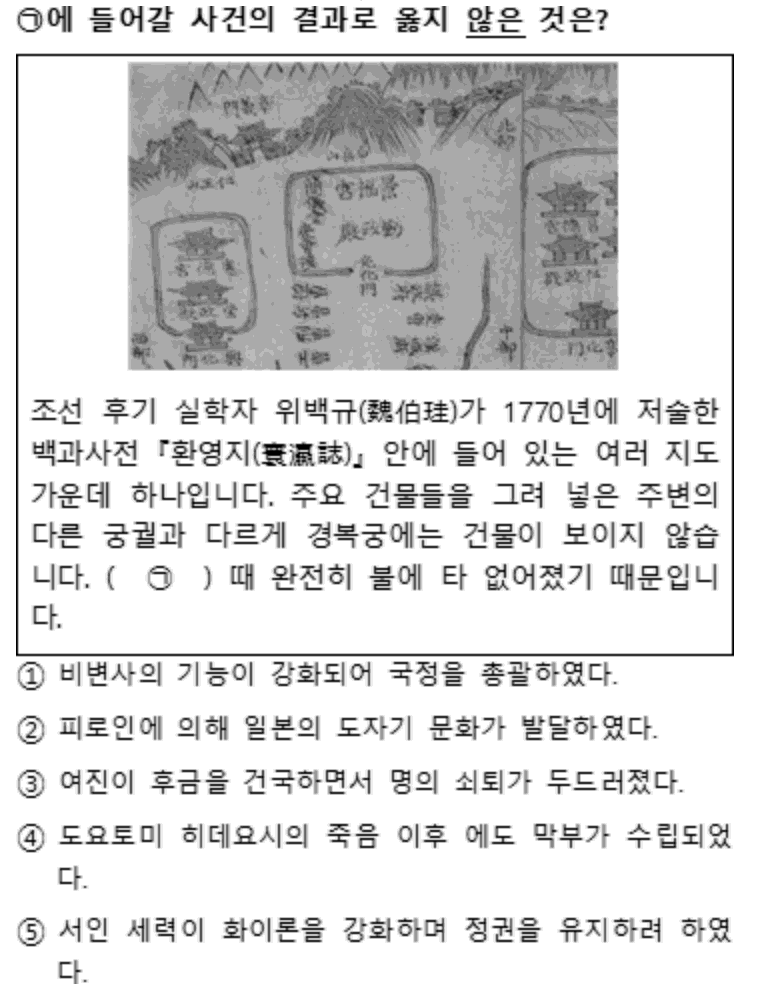 ㉠에 들어갈 사건의 결과로 옳지 않은 것은?
조선 후기 실학자 위백규(魏伯珪)가 1770년에 저술한
백과사전『환영지(寰瀛誌)』안에 들어 있는 여러 지도
가운데 하나입니다. 주요 건물들을 그려 넣은 주변의
다른 궁궐과 다르게 경복궁에는 건물이 보이지 않습
니다. ( ㉠ ) 때 완전히 불에 타 없어졌기 때문입니
다.
① 비변사의 기능이 강화되어 국정을 총괄하였다.
② 피로인에 의해 일본의 도자기 문화가 발달하였다.
③ 여진이 후금을 건국하면서 명의 쇠퇴가 두드러졌다.
④ 도요토미 히데요시의 죽음 이후 에도 막부가 수립되었
다.
⑤ 서인 세력이 화이론을 강화하며 정권을 유지하려 하였
다.